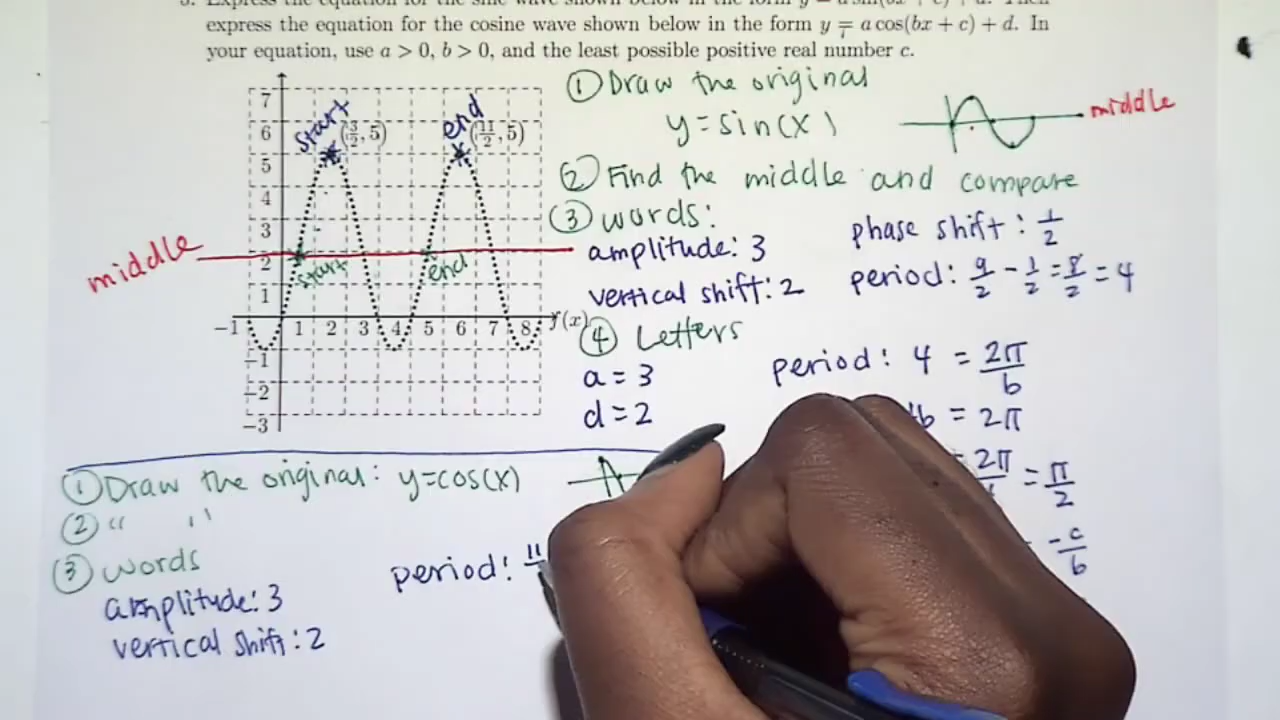 express the equation for the cosine wave shown below in the form y = a cos(bx + c) + d. In
your equation, use a > 0, b > 0, and the least possible positive real number c.
① Draw the original
y = sin(x)
middle
② Find the middle and compare
③ words:
amplitude: 3
vertical shift: 2
phase shift: 1/2
period: 9/2 - 1/2 = 8/2 = 4
④ Letters
a = 3
d = 2
period: 4 = 2π/b
b = 2π
2π = π/2
-c/b
7
6
5
4
3
2
1
-1
-2
-3
-1 1 2 3 4 5 6 7 8 f(x)
start
(3/2, 5)
end
(11/2, 5)
middle
start
end
① Draw the original: y=cos(x)
② " "
③ words
amplitude: 3
vertical shift: 2
period: 11